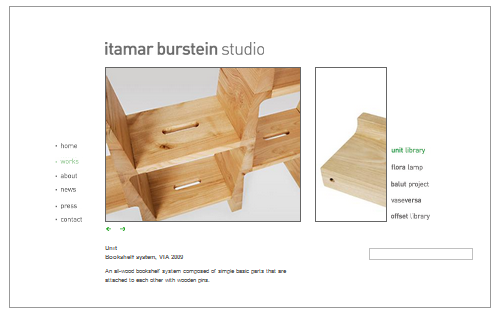 itamar burstein studio
home
works
about
news
press
contact
unit library
flora lamp
balut project
vaseversa
offset library
Unit
Bookshelf system, VIA 2009
An all-wood bookshelf system composed of simple basic parts that are
attached to each other with wooden pins.